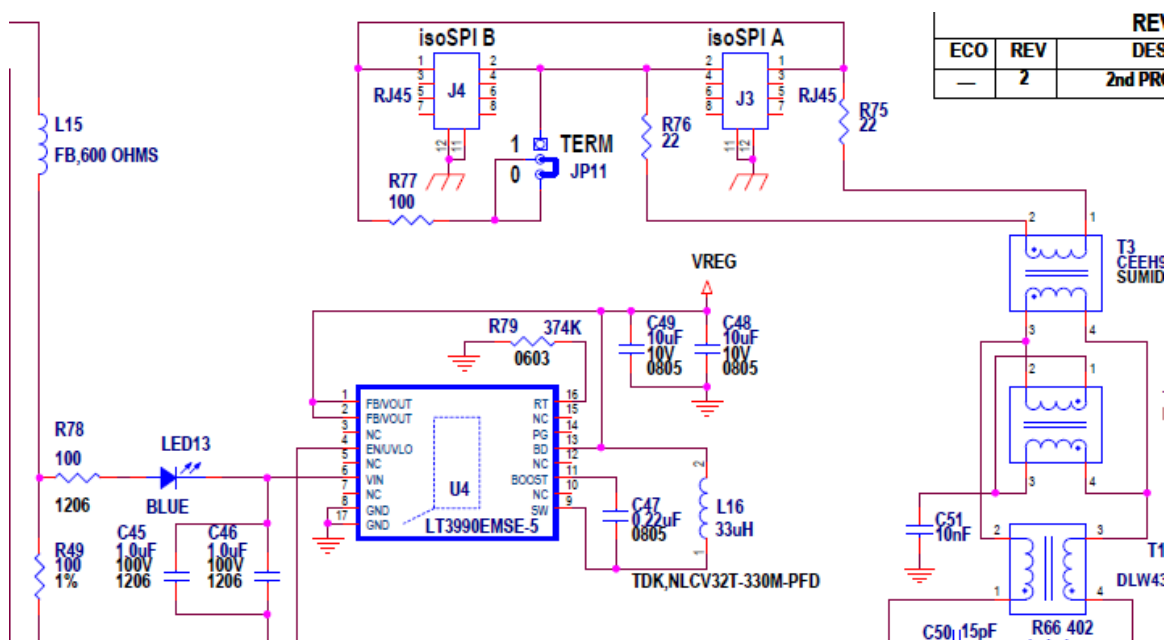 isoSPI B
isoSPI A
REV
ECO REV DES
— 2 2nd PRO
1 3 5 7
J4
2 4 6 8
RJ45
12 11
2 4 6 8
J3
1 3 5 7
RJ45
11 12
R75
22
R76
22
L15
FB,600 OHMS
1 TERM
0 JP11
R77
100
2 1
T3
CEEH9
SUMID
3 4
VREG
R79 374K
0603
C49
10uF
10V
0805
C48
10uF
10V
0805
2 1
3 4
1 FB/VOUT
2 FB/VOUT
3 NC
4 EN/UVLO
5 NC
6 VIN
7 NC
8 GND
17 GND
RT 16
NC 15
PG 14
BD 13
NC 12
BOOST 11
NC 10
SW 9
U4
LT3990EMSE-5
R78
100
1206
LED13
BLUE
C47
0.22uF
0805
2
L16
33uH
1
TDK,NLCV32T-330M-PFD
C51
10nF
2 3
1 4
T1
DLW43
R49
100
1%
C45
1.0uF
100V
1206
C46
1.0uF
100V
1206
C50 15pF
R66 402